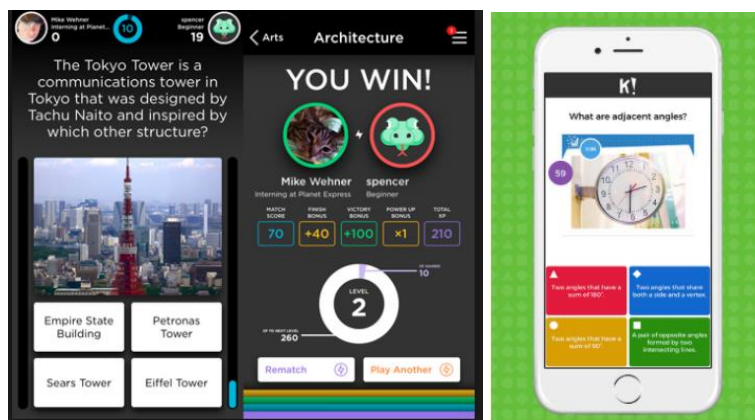 Mike Wehner
Interning at Planet...
0
10
spencer
Beginner
19
The Tokyo Tower is a
communications tower in
Tokyo that was designed by
Tachu Naito and inspired by
which other structure?
Empire State
Building
Petronas
Tower
Sears Tower
Eiffel Tower
Arts
Architecture
YOU WIN!
Mike Wehner
Interning at Planet Express
spencer
Beginner
MATCH
SCORE
70
FINISH
BONUS
+40
VICTORY
BONUS
+100
POWER UP
BONUS
×1
TOTAL
XP
210
10
LEVEL
2
XP TO NEXT LEVEL
260
Rematch
Play Another
K!
What are adjacent angles?
59
Two angles that have a
sum of 180°.
Two angles that share
both a side and a vertex.
Two angles that have a
sum of 90°.
A pair of opposite angles
formed by two
intersecting lines.